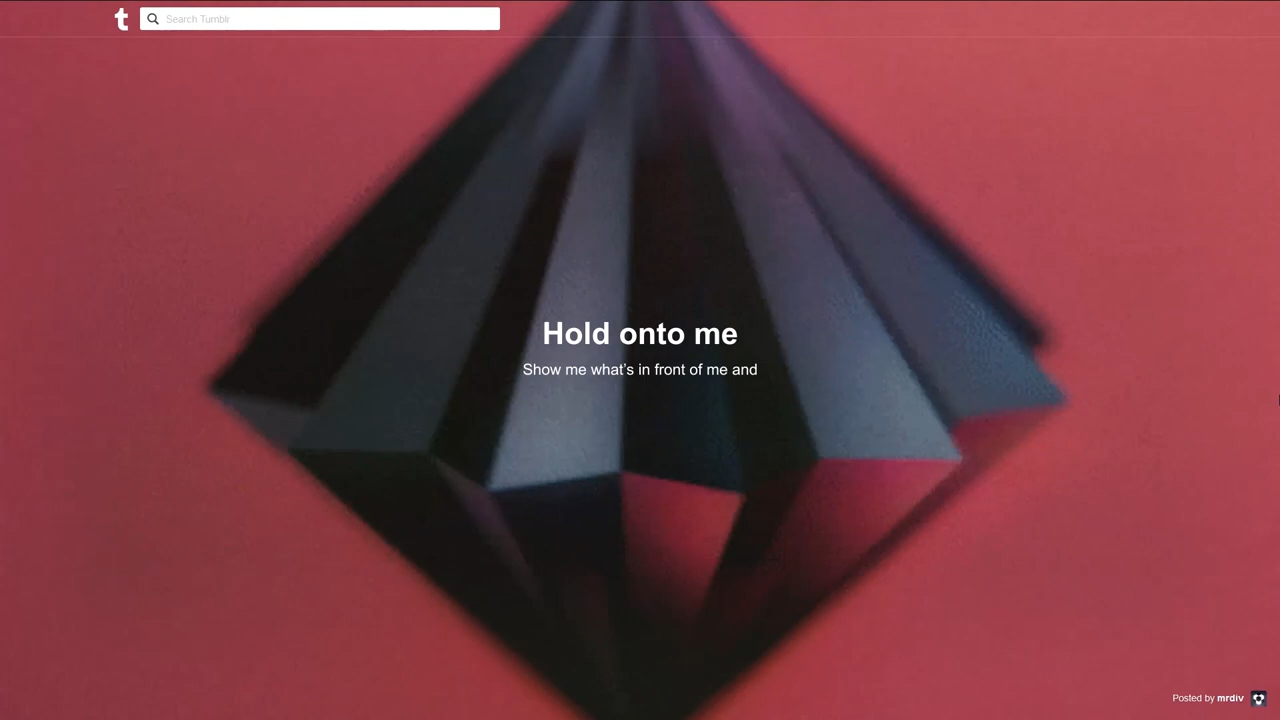 t
Search Tumblr
Hold onto me
Show me what's in front of me and
Posted by mrdiv